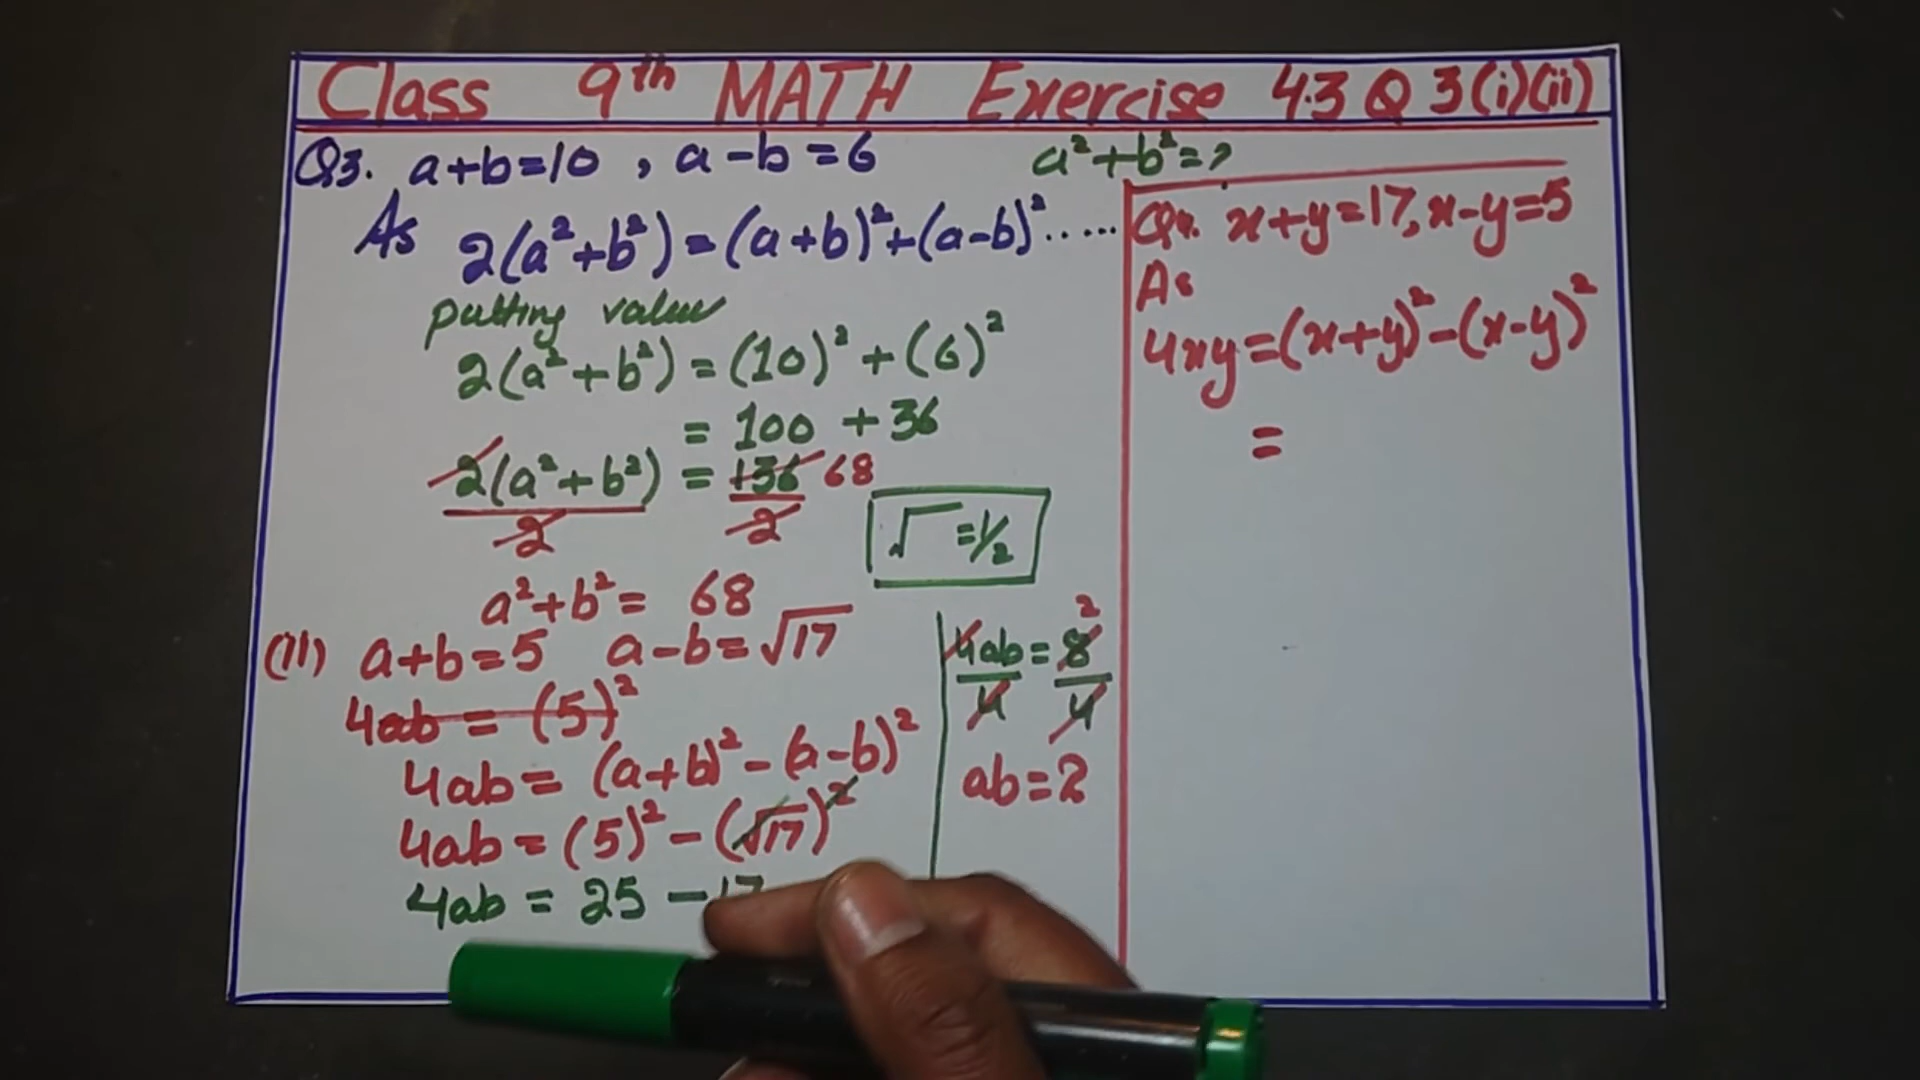 Class 9th MATH Exercise 4.3 Q 3(i)(ii)
Q3. a+b=10, a-b=6 a²+b²=?
As 2(a²+b²)=(a+b)²+(a-b)².....
putting value
2(a²+b²)=(10)²+(6)²
= 100 + 36
2(a²+b²) = 136 68
2 2
√ =1/2
a²+b²= 68
(ii) a+b=5 a-b=√17
4ab = (5)²
4ab= (a+b)²-(a-b)²
4ab=(5)²-(√17)²
4ab = 25 -17
4ab=8 2
4 4
ab=2
Q4. x+y=17, x-y=5
As
4xy=(x+y)²-(x-y)²
=